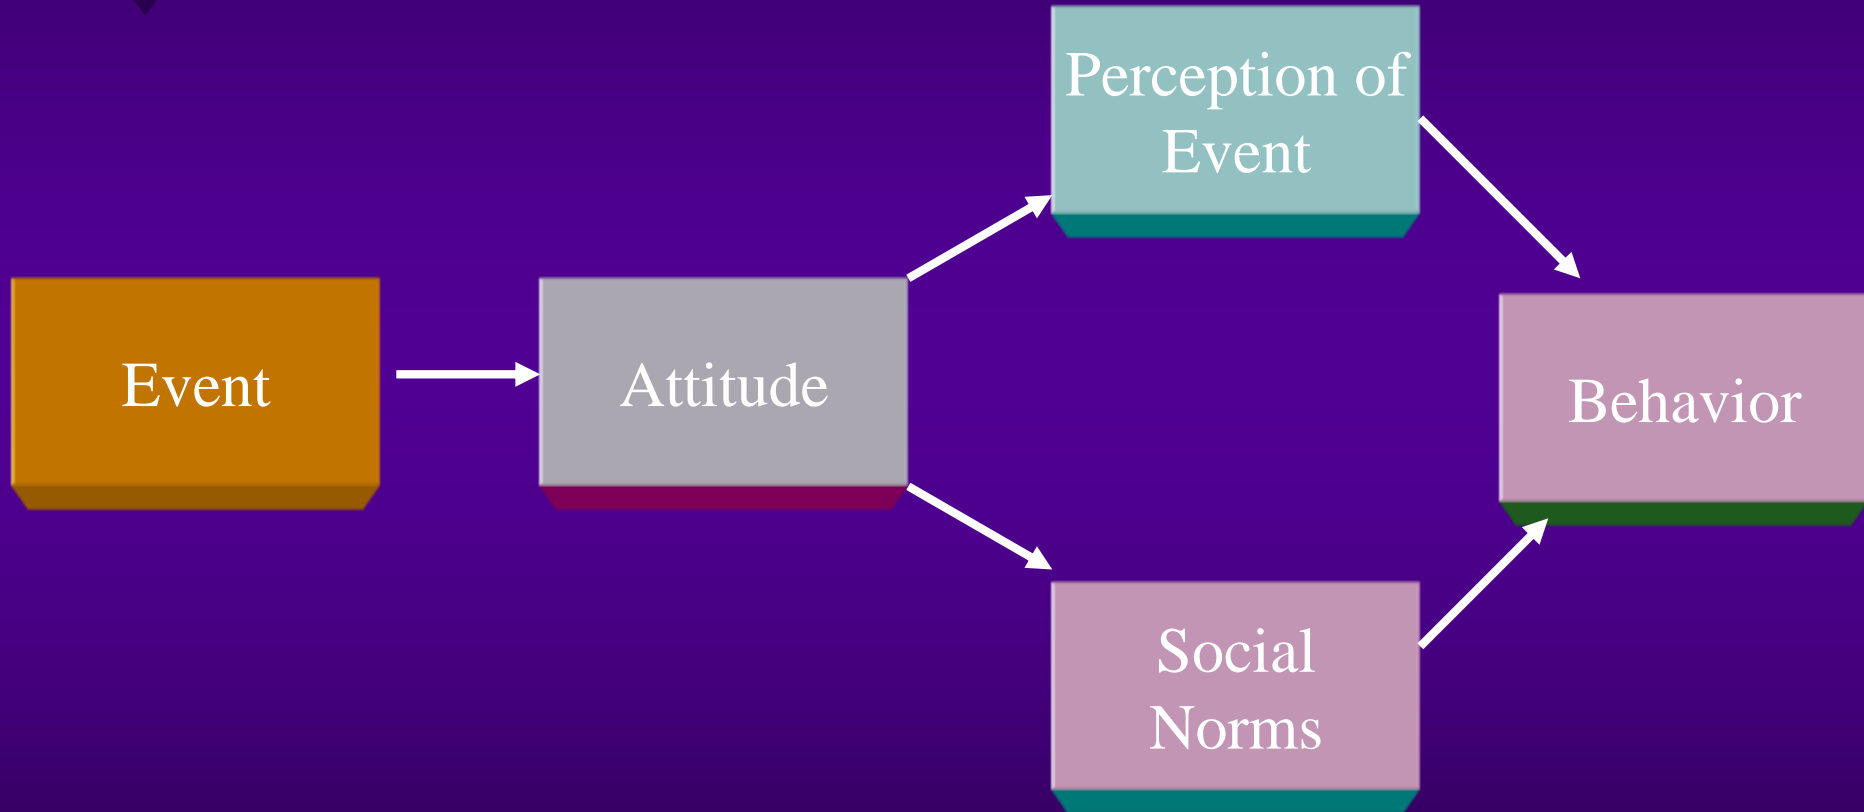 Perception of
Event
Event
Attitude
Behavior
Social
Norms